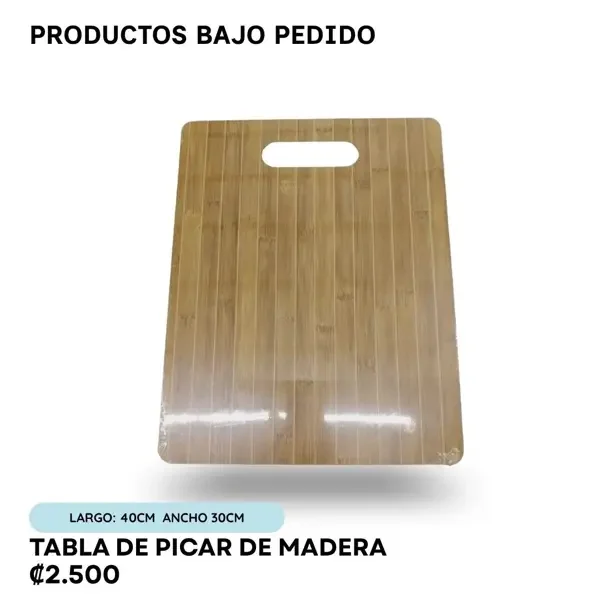 PRODUCTOS BAJO PEDIDO
LARGO: 40CM ANCHO 30CM
TABLA DE PICAR DE MADERA
₡2.500